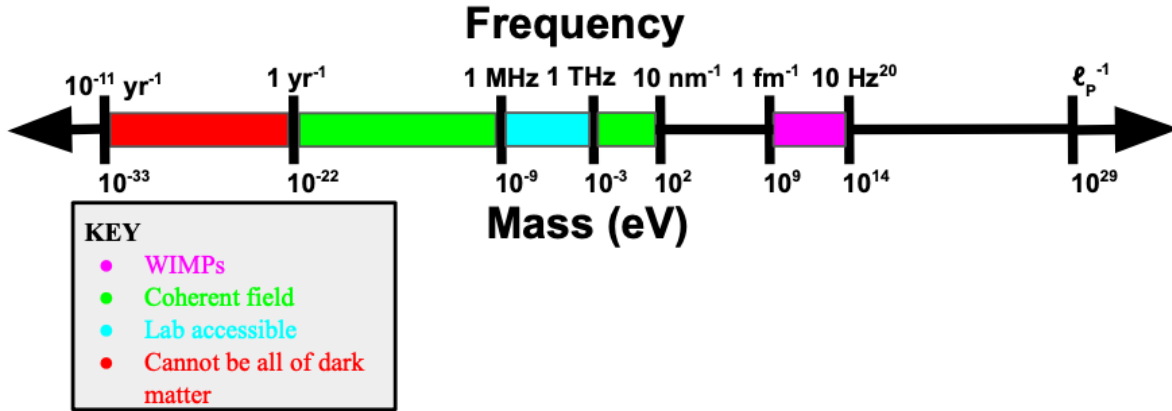 Frequency
10⁻¹¹ yr⁻¹ 1 yr⁻¹ 1 MHz 1 THz 10 nm⁻¹ 1 fm⁻¹ 10 Hz²⁰ ℓₚ⁻¹
10⁻³³ 10⁻²² 10⁻⁹ 10⁻³ 10² 10⁹ 10¹⁴ 10²⁹
Mass (eV)
KEY
● WIMPs
● Coherent field
● Lab accessible
● Cannot be all of dark
matter